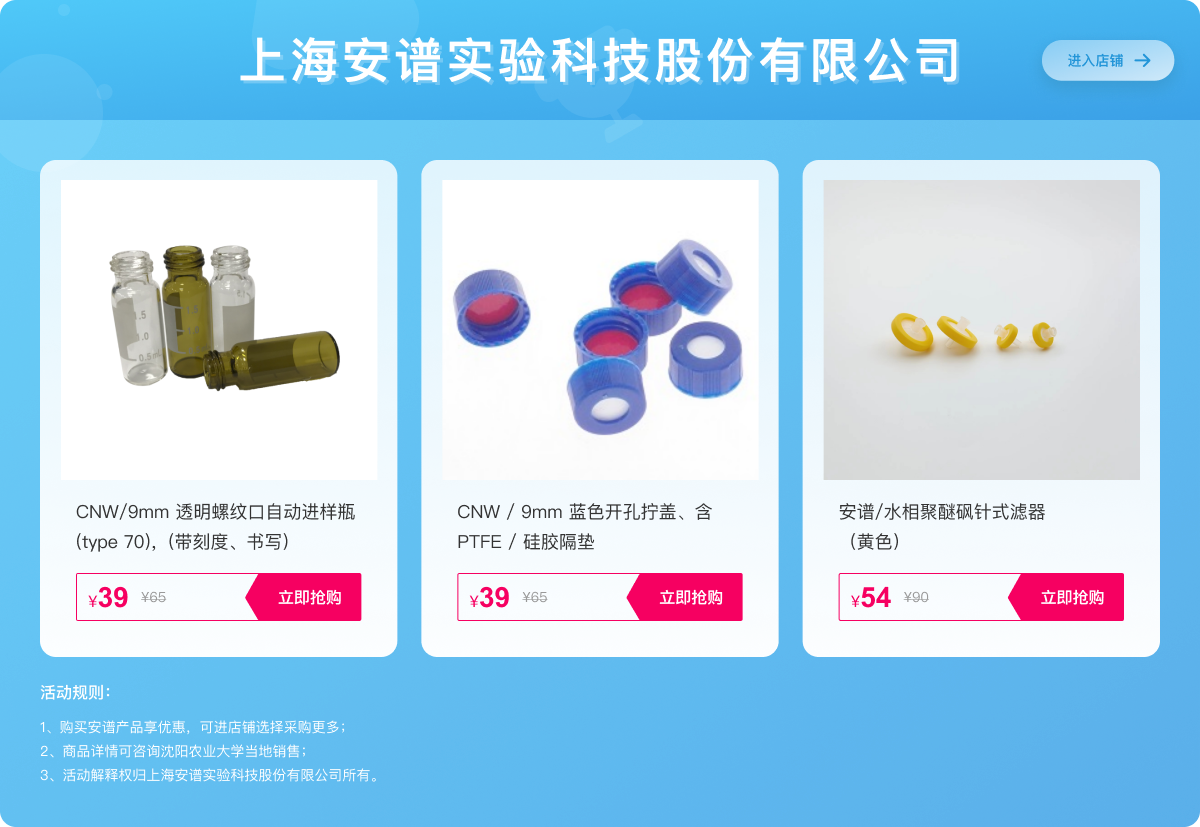 上海安谱实验科技股份有限公司
进入店铺
.5
.0
0.5mL
CNW/9mm 透明螺纹口自动进样瓶
(type 70)，（带刻度、书写）
¥39 ¥65 立即抢购
CNW / 9mm 蓝色开孔拧盖、含
PTFE / 硅胶隔垫
¥39 ¥65 立即抢购
安谱/水相聚醚砜针式滤器
（黄色）
¥54 ¥90 立即抢购
活动规则：
1、购买安谱产品享优惠，可进店铺选择采购更多；
2、商品详情可咨询沈阳农业大学当地销售；
3、活动解释权归上海安谱实验科技股份有限公司所有。